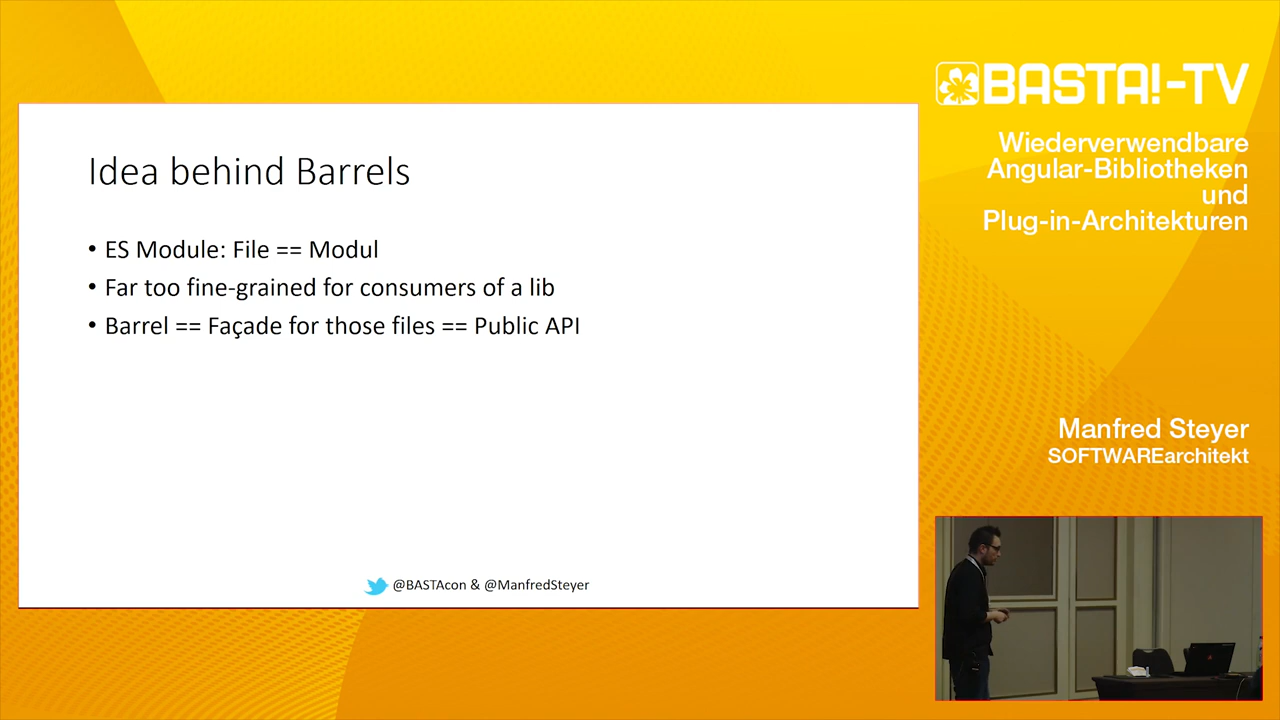 BASTA!-TV
Wiederverwendbare
Angular-Bibliotheken
und
Plug-in-Architekturen
Idea behind Barrels
• ES Module: File == Modul
• Far too fine-grained for consumers of a lib
• Barrel == Façade for those files == Public API
@BASTAcon & @ManfredSteyer
Manfred Steyer
SOFTWAREarchitekt